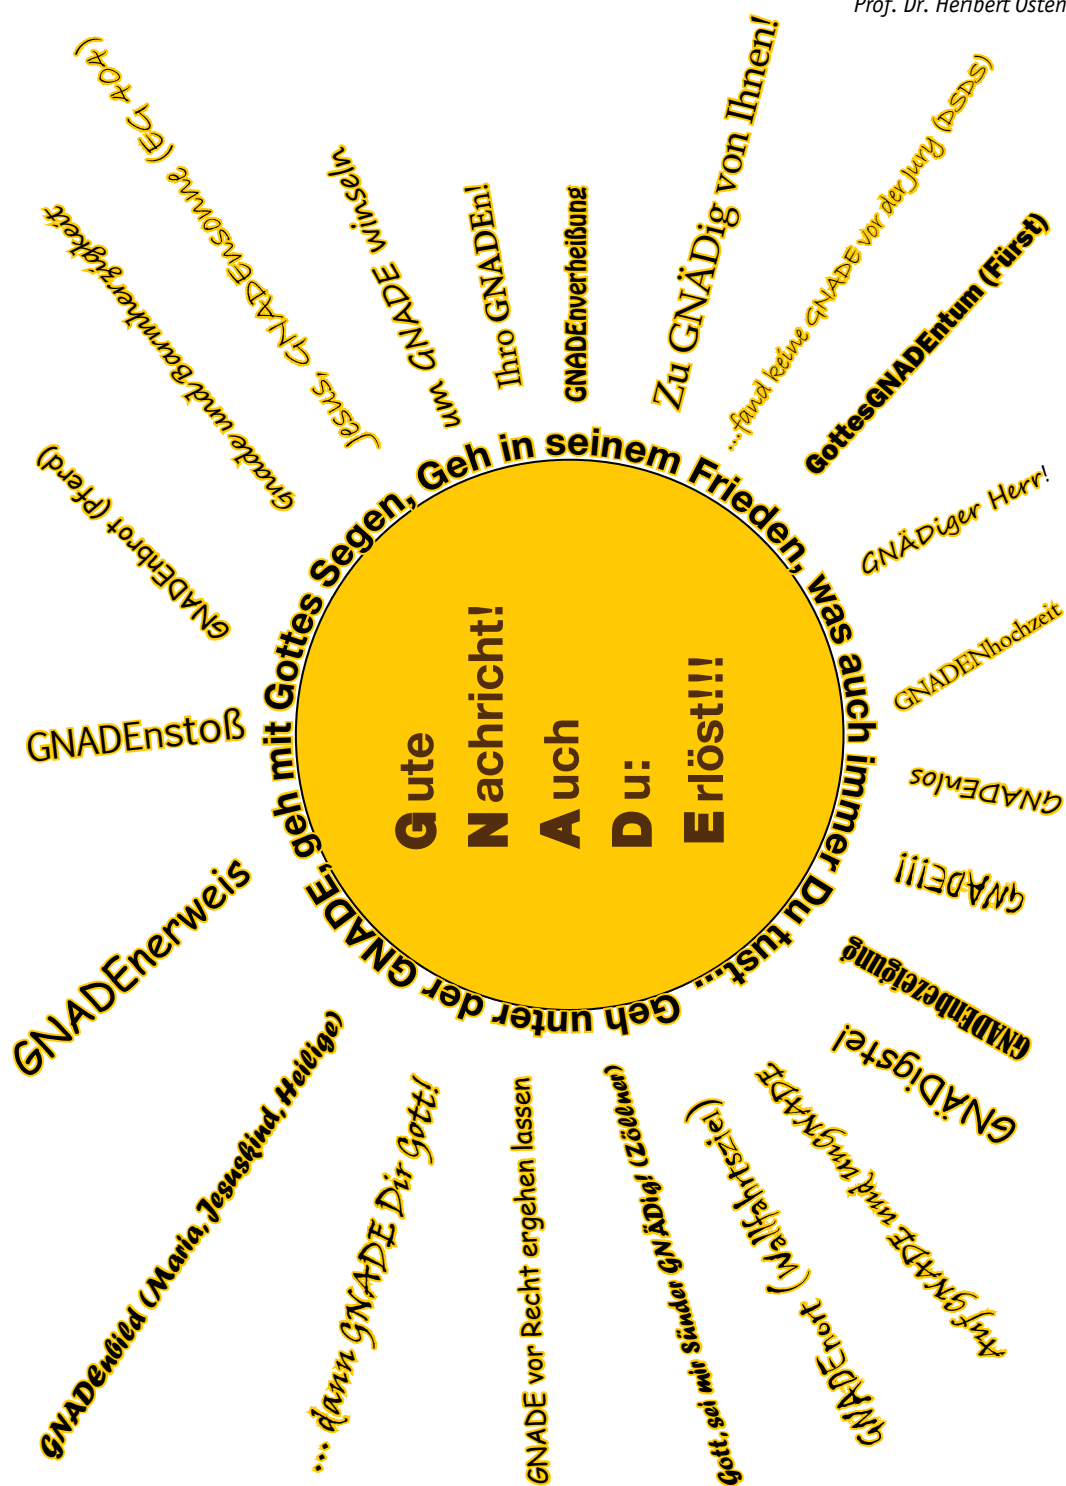 Prof. Dr. Heribert Osten
Gute
Nachricht!
Auch
Du:
Erlöst!!!
Geh unter der GNADE, geh mit Gottes Segen, Geh in seinem Frieden, was auch immer Du tust...
GNADEnstoß
GNADEnbrot (Pferd)
Gnade und Barmherzigkeit
Jesus, GNADEnsonne (EG 404)
um GNADE winseln
Ihro GNADEn!
GNADEnverheißung
Zu GNÄDig von Ihnen!
...fand keine GNADE vor der Jury (DSDS)
GottesGNADEntum (Fürst)
GNÄDiger Herr!
GNADENhochzeit
GNADEnlos
GNADE!!!
GNADEnbezeigung
GNÄDigste!
Auf GNADE und UngNADE
GNADEnort (Wallfahrtsziel)
Gott, sei mir Sünder GNÄDig! (Zöllner)
GNADE vor Recht ergehen lassen
... dann GNADE Dir Gott!
GNADEnbild (Maria, Jesuskind, Heilige)
GNADEnerweis